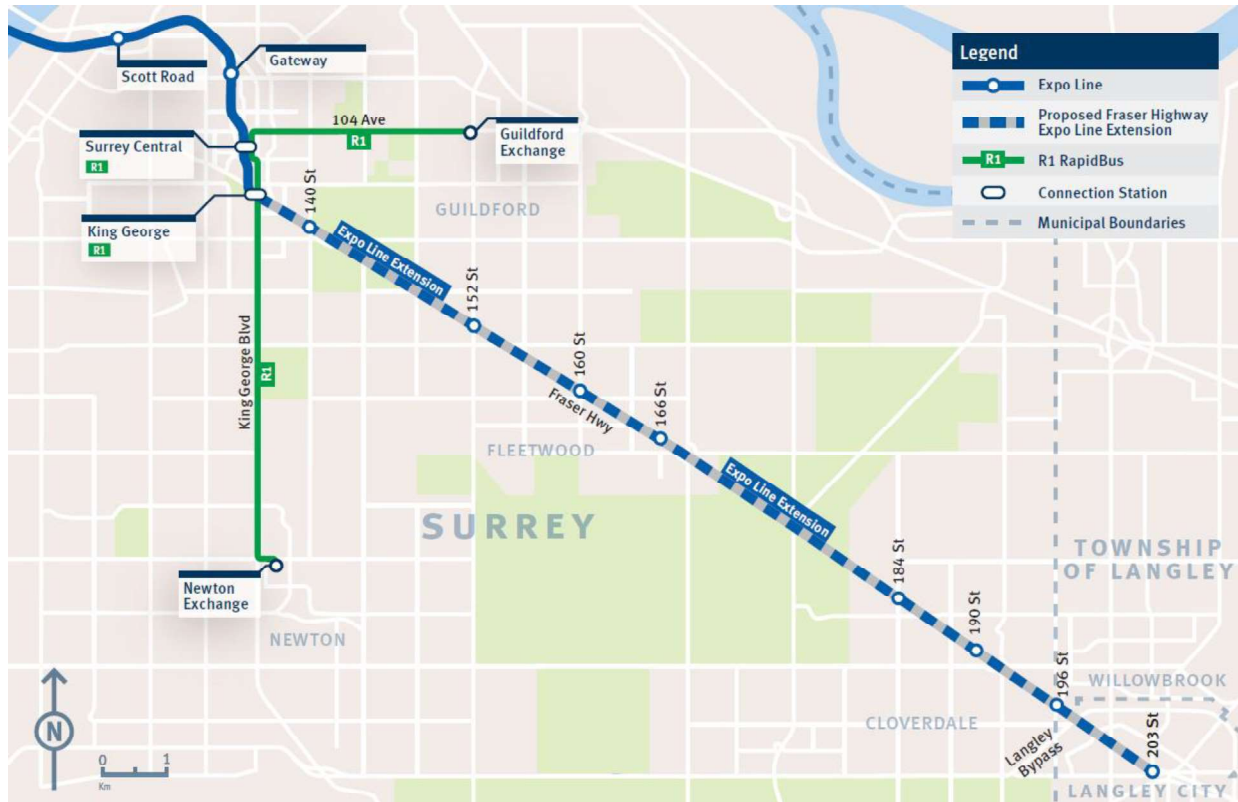 Legend
Expo Line
Proposed Fraser Highway
Expo Line Extension
R1
R1 RapidBus
Connection Station
Municipal Boundaries
Scott Road
Gateway
Surrey Central
R1
King George
R1
104 Ave
R1
Guildford
Exchange
GUILDFORD
140 St
Expo Line Extension
152 St
160 St
Fraser Hwy
166 St
King George Blvd
R1
FLEETWOOD
SURREY
Expo Line Extension
Newton
Exchange
NEWTON
184 St
190 St
TOWNSHIP
OF LANGLEY
196 St
WILLOWBROOK
CLOVERDALE
Langley
Bypass
203 St
LANGLEY CITY
N
0 1
Km